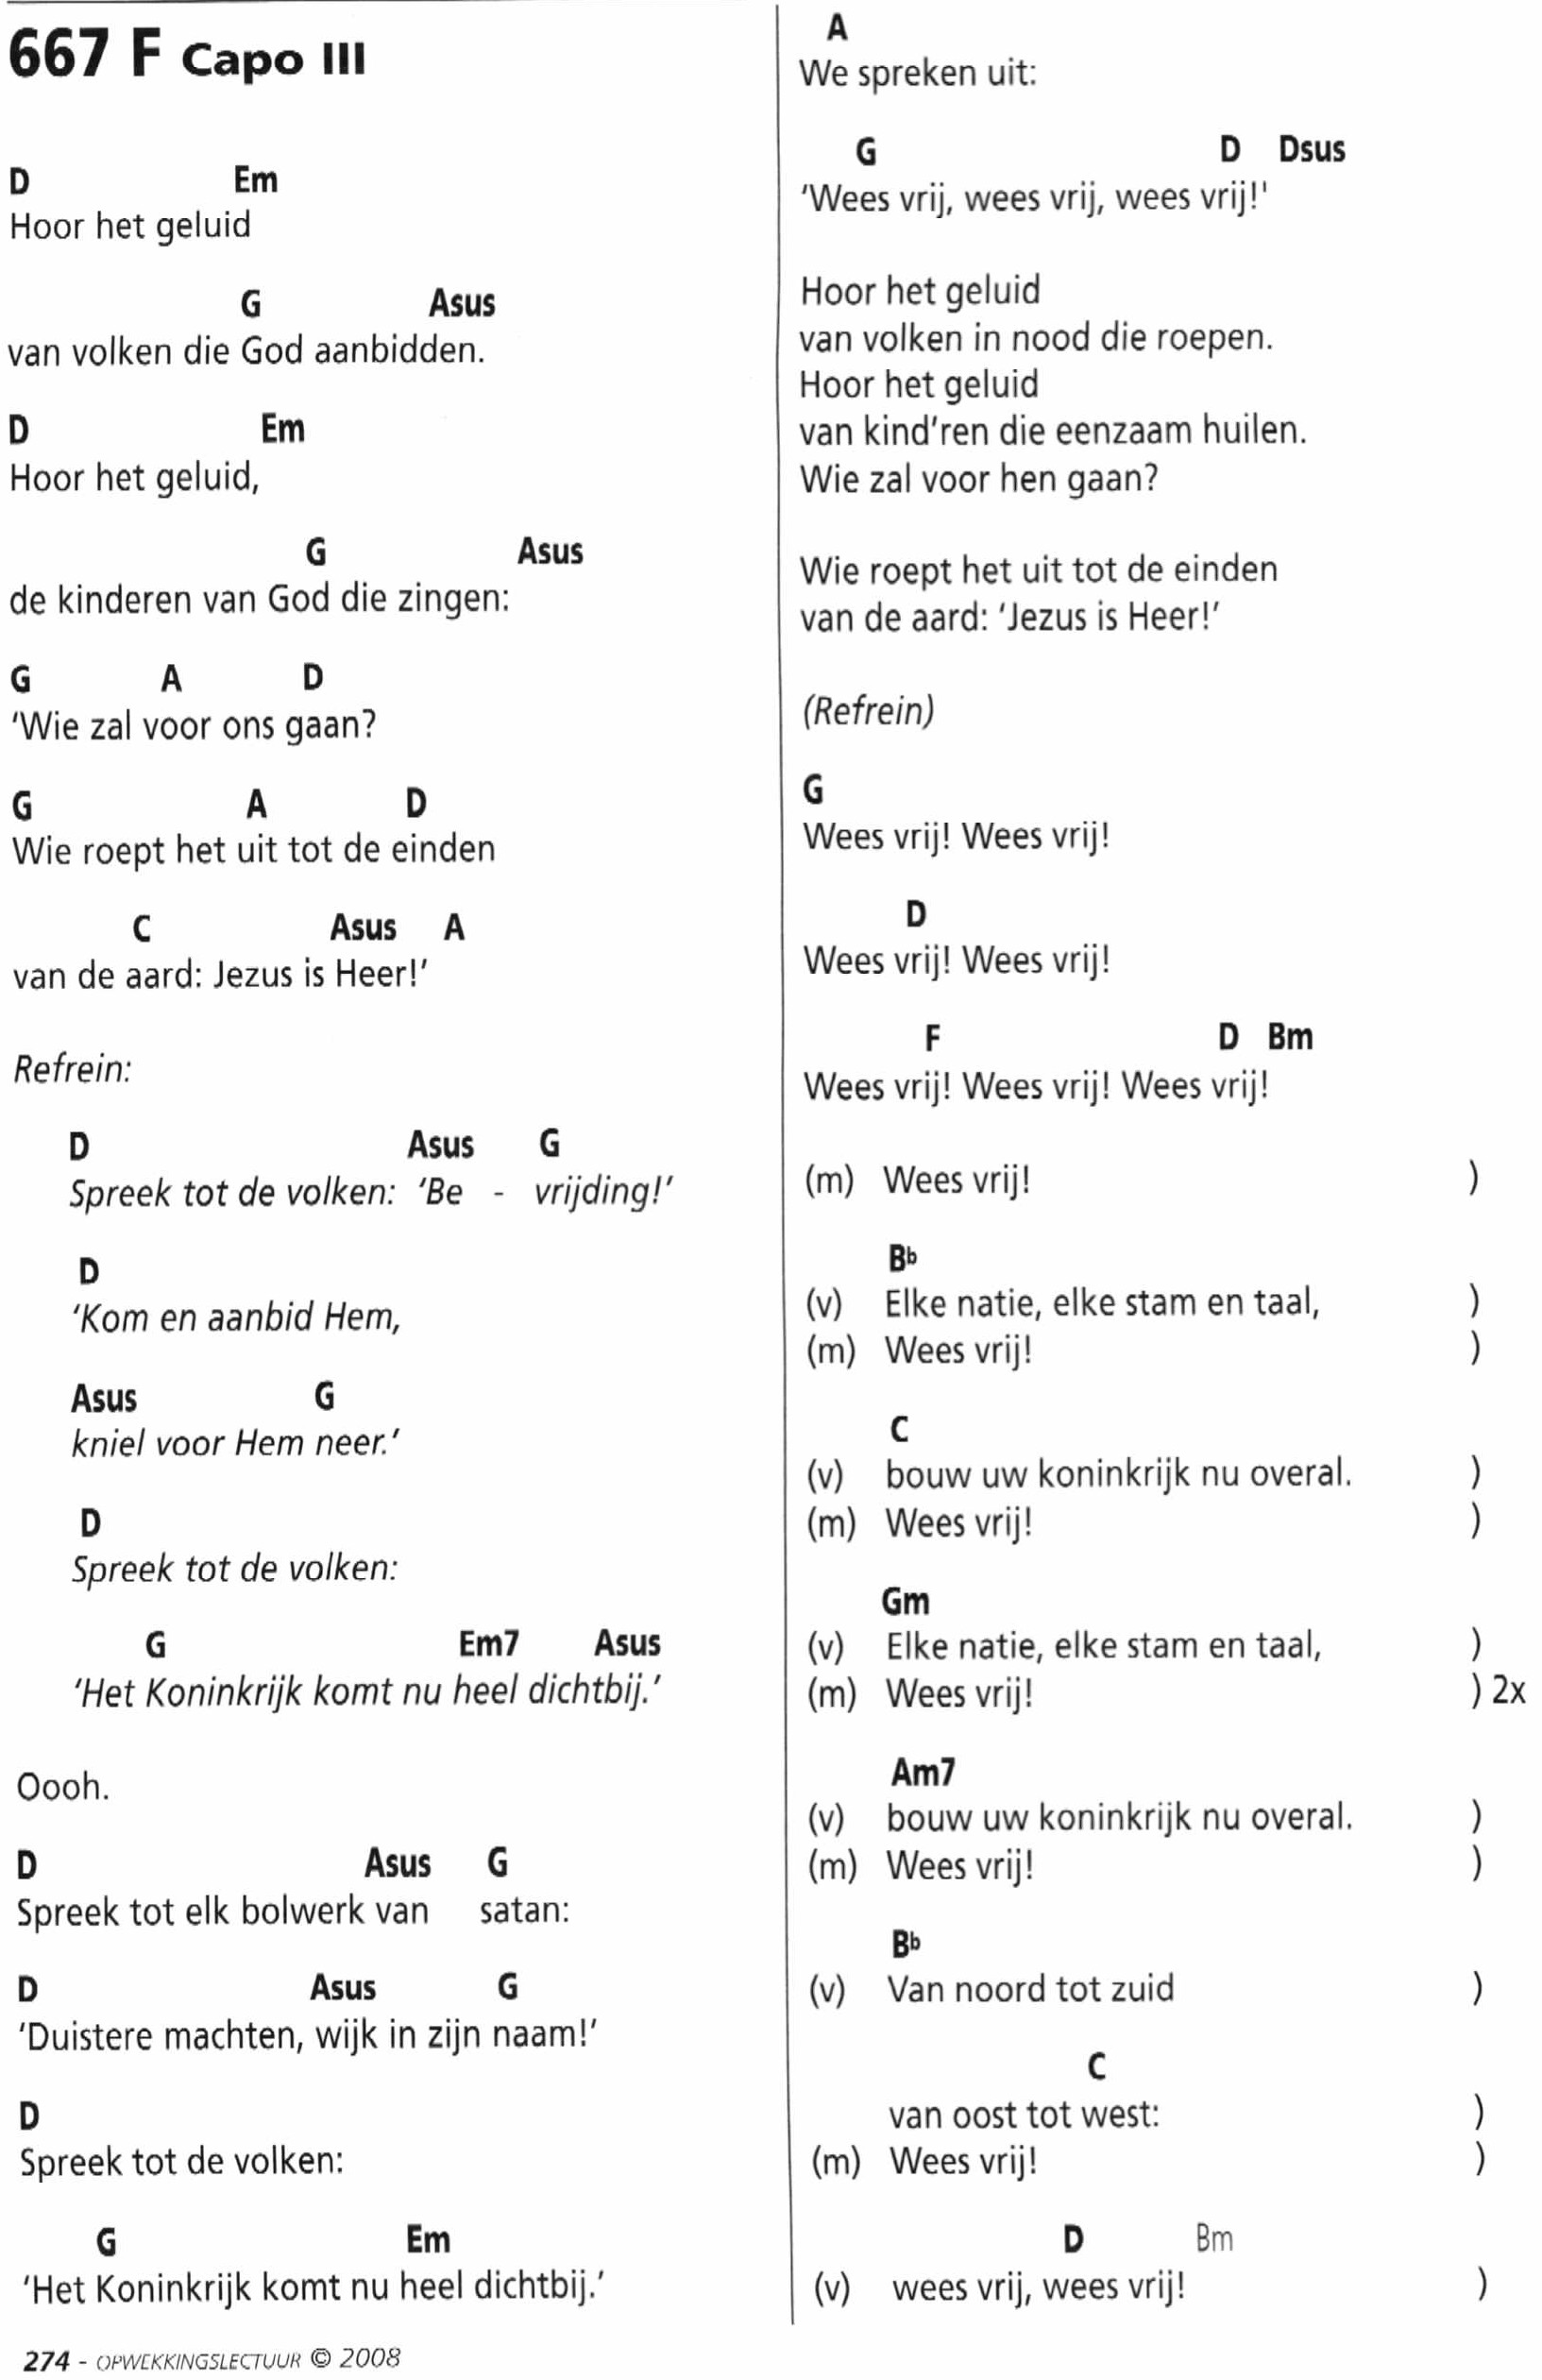 667 F Capo III
D Em
Hoor het geluid
G Asus
van volken die God aanbidden.
D Em
Hoor het geluid,
G Asus
de kinderen van God die zingen:
G A D
‘Wie zal voor ons gaan?
G A D
Wie roept het uit tot de einden
C Asus A
van de aard: Jezus is Heer!’
Refrein:
D Asus G
Spreek tot de volken: ‘Be - vrijding!’
D
‘Kom en aanbid Hem,
Asus G
kniel voor Hem neer.’
D
Spreek tot de volken:
G Em7 Asus
‘Het Koninkrijk komt nu heel dichtbij.’
Oooh.
D Asus G
Spreek tot elk bolwerk van satan:
D Asus G
‘Duistere machten, wijk in zijn naam!’
D
Spreek tot de volken:
G Em
‘Het Koninkrijk komt nu heel dichtbij.’
274 - OPWEKKINGSLECTUUR © 2008
A
We spreken uit:
G D Dsus
‘Wees vrij, wees vrij, wees vrij!'
Hoor het geluid
van volken in nood die roepen.
Hoor het geluid
van kind’ren die eenzaam huilen.
Wie zal voor hen gaan?
Wie roept het uit tot de einden
van de aard: ‘Jezus is Heer!’
(Refrein)
G
Wees vrij! Wees vrij!
D
Wees vrij! Wees vrij!
F D Bm
Wees vrij! Wees vrij! Wees vrij!
(m) Wees vrij! )
B♭
(v) Elke natie, elke stam en taal, )
(m) Wees vrij! )
C
(v) bouw uw koninkrijk nu overal. )
(m) Wees vrij! )
Gm
(v) Elke natie, elke stam en taal, )
(m) Wees vrij! ) 2x
Am7
(v) bouw uw koninkrijk nu overal. )
(m) Wees vrij! )
B♭
(v) Van noord tot zuid )
C
van oost tot west: )
(m) Wees vrij! )
D Bm
(v) wees vrij, wees vrij! )